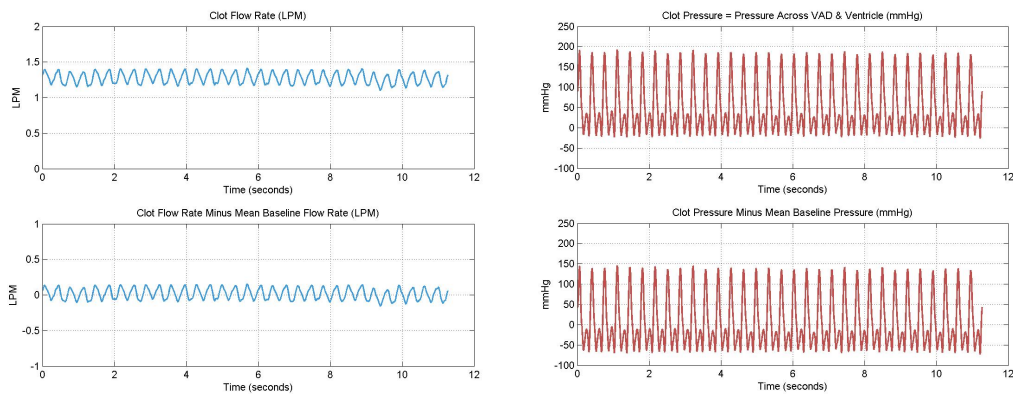 Clot Flow Rate (LPM)
2
1.5
1
0.5
0
LPM
0 2 4 6 8 10 12
Time (seconds)
Clot Pressure = Pressure Across VAD & Ventricle (mmHg)
250
200
150
100
50
0
-50
-100
mmHg
0 2 4 6 8 10 12
Time (seconds)
Clot Flow Rate Minus Mean Baseline Flow Rate (LPM)
1
0.5
0
-0.5
-1
LPM
0 2 4 6 8 10 12
Time (seconds)
Clot Pressure Minus Mean Baseline Pressure (mmHg)
250
200
150
100
50
0
-50
-100
mmHg
0 2 4 6 8 10 12
Time (seconds)